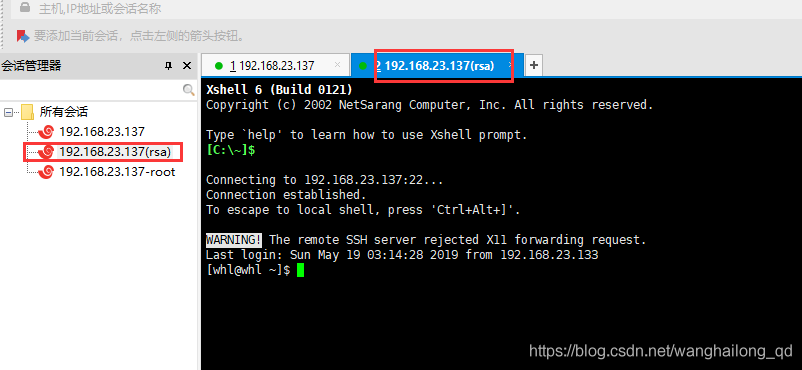 主机,IP地址或会话名称
要添加当前会话，点击左侧的箭头按钮。
会话管理器
所有会话
192.168.23.137
192.168.23.137(rsa)
192.168.23.137-root
1 192.168.23.137
2 192.168.23.137(rsa)
Xshell 6 (Build 0121)
Copyright (c) 2002 NetSarang Computer, Inc. All rights reserved.
Type `help' to learn how to use Xshell prompt.
[C:\~]$
Connecting to 192.168.23.137:22...
Connection established.
To escape to local shell, press 'Ctrl+Alt+]'.
WARNING! The remote SSH server rejected X11 forwarding request.
Last login: Sun May 19 03:14:28 2019 from 192.168.23.133
[whl@whl ~]$
https://blog.csdn.net/wanghailong_qd